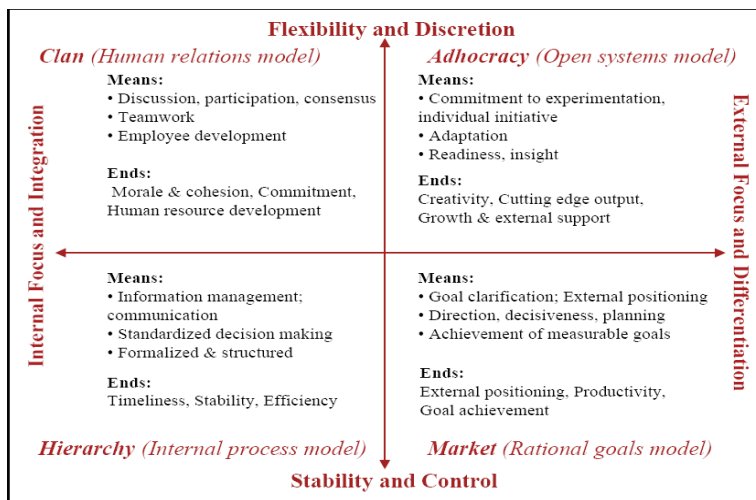 Flexibility and Discretion
Clan (Human relations model)
Means:
• Discussion, participation, consensus
• Teamwork
• Employee development
Ends:
Morale & cohesion, Commitment,
Human resource development
Adhocracy (Open systems model)
Means:
• Commitment to experimentation,
individual initiative
• Adaptation
• Readiness, insight
Ends:
Creativity, Cutting edge output,
Growth & external support
Internal Focus and Integration
External Focus and Differentiation
Means:
• Information management;
communication
• Standardized decision making
• Formalized & structured
Ends:
Timeliness, Stability, Efficiency
Hierarchy (Internal process model)
Means:
• Goal clarification; External positioning
• Direction, decisiveness, planning
• Achievement of measurable goals
Ends:
External positioning, Productivity,
Goal achievement
Market (Rational goals model)
Stability and Control